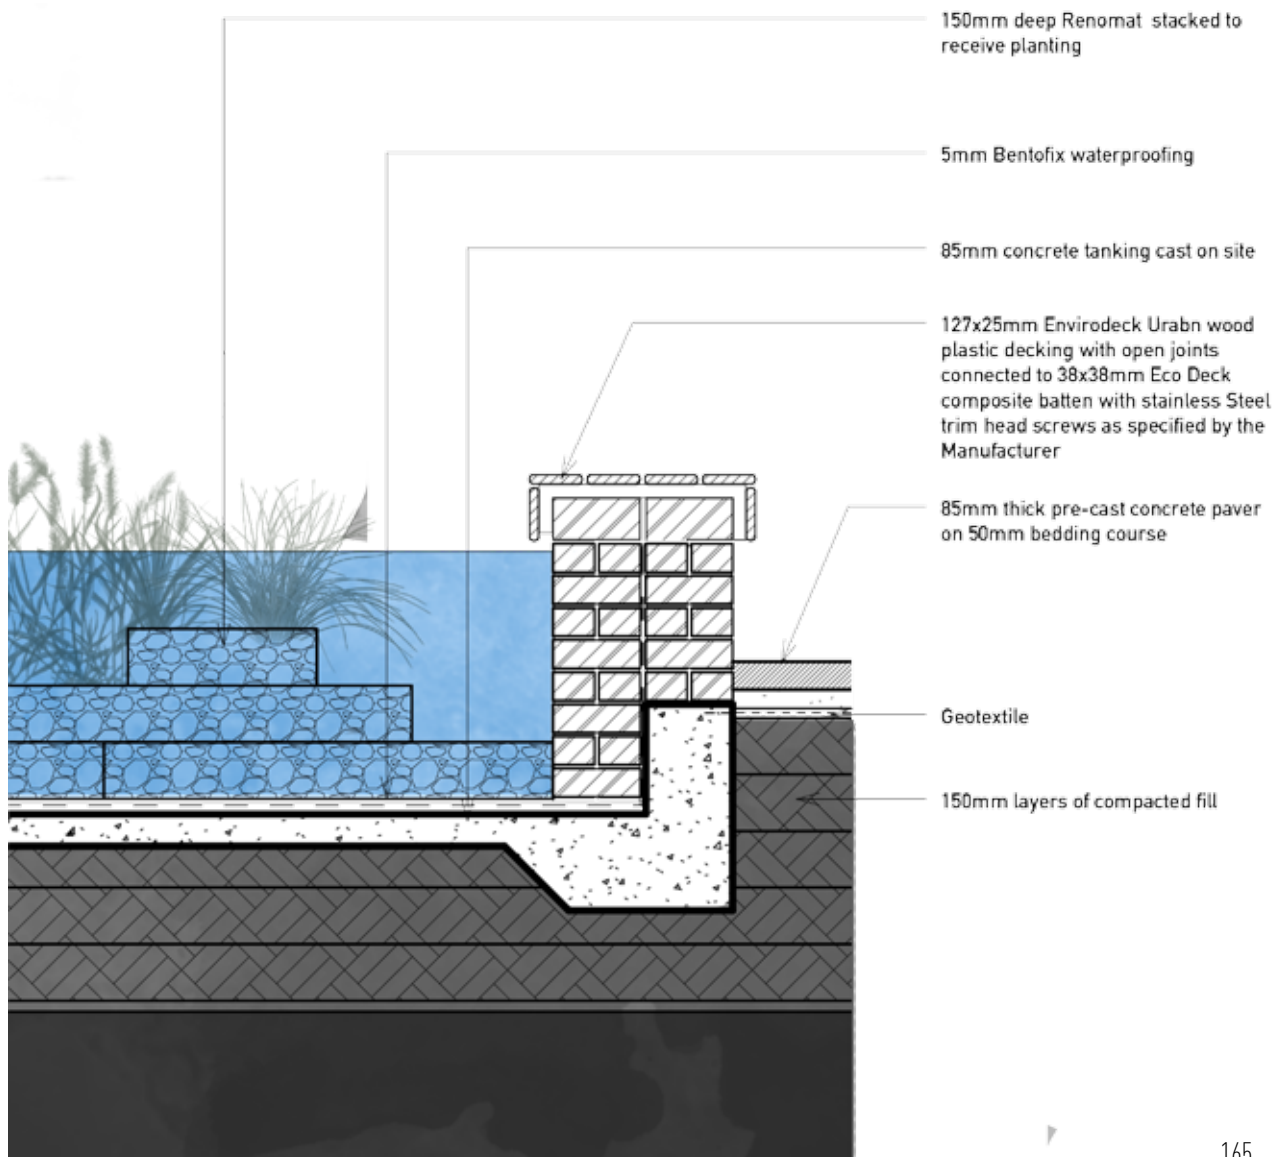 150mm deep Renomat stacked to
receive planting
5mm Bentofix waterproofing
85mm concrete tanking cast on site
127x25mm Envirodeck Urabn wood
plastic decking with open joints
connected to 38x38mm Eco Deck
composite batten with stainless Steel
trim head screws as specified by the
Manufacturer
85mm thick pre-cast concrete paver
on 50mm bedding course
Geotextile
150mm layers of compacted fill
165